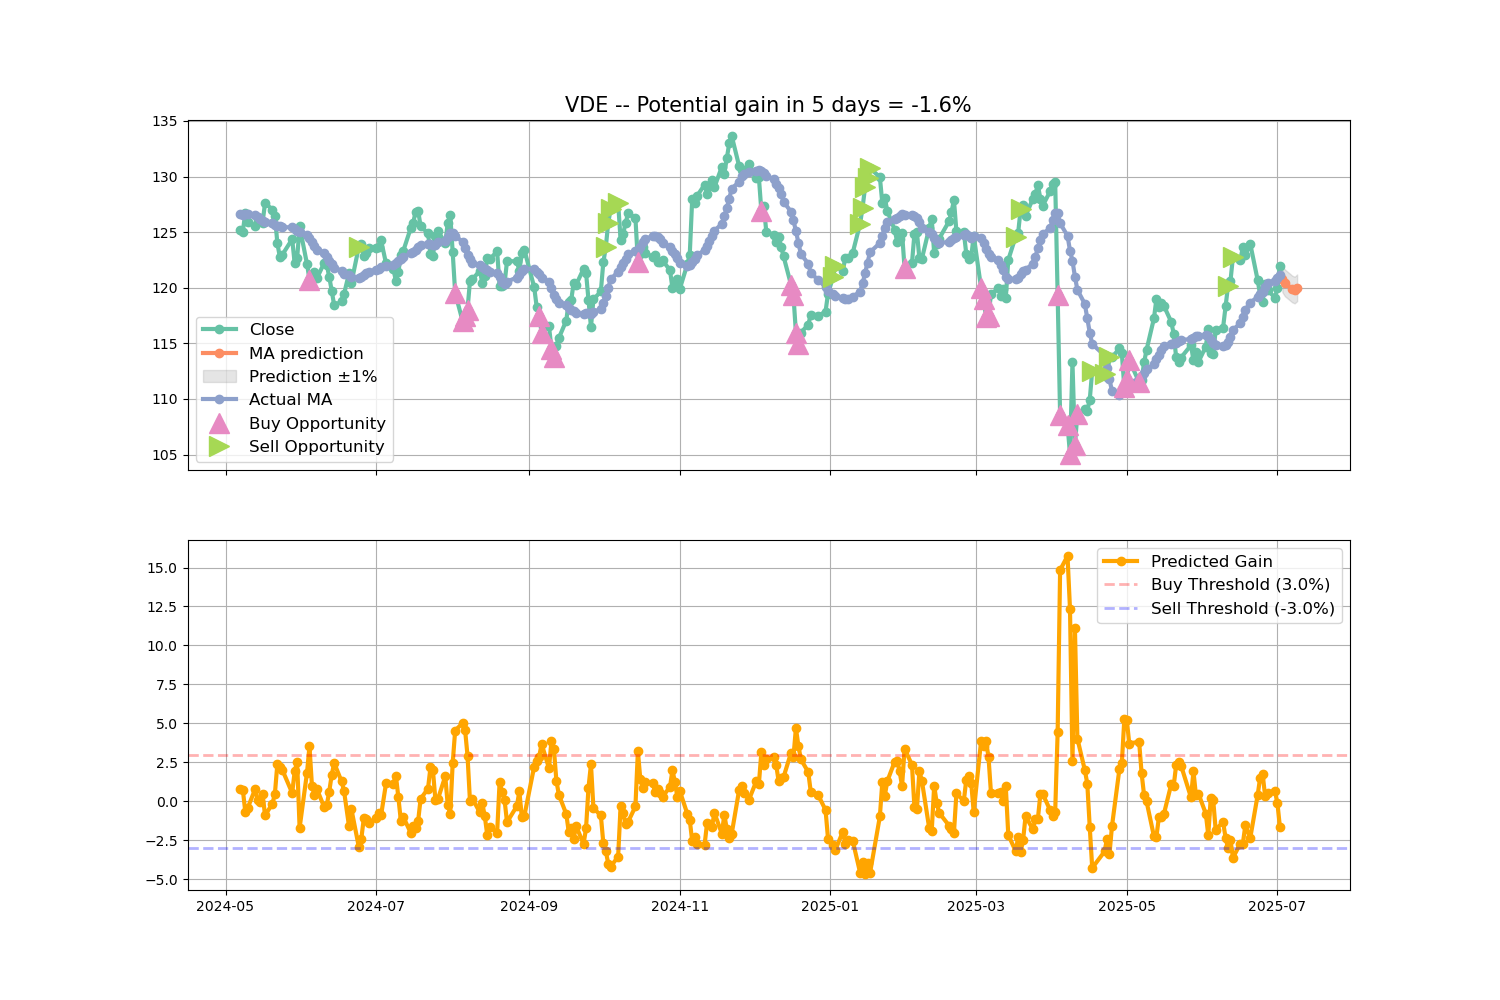 VDE -- Potential gain in 5 days = -1.6%
135
130
125
120
115
110
105
Close
MA prediction
Prediction ±1%
Actual MA
Buy Opportunity
Sell Opportunity
15.0
12.5
10.0
7.5
5.0
2.5
0.0
−2.5
−5.0
Predicted Gain
Buy Threshold (3.0%)
Sell Threshold (-3.0%)
2024-05 2024-07 2024-09 2024-11 2025-01 2025-03 2025-05 2025-07